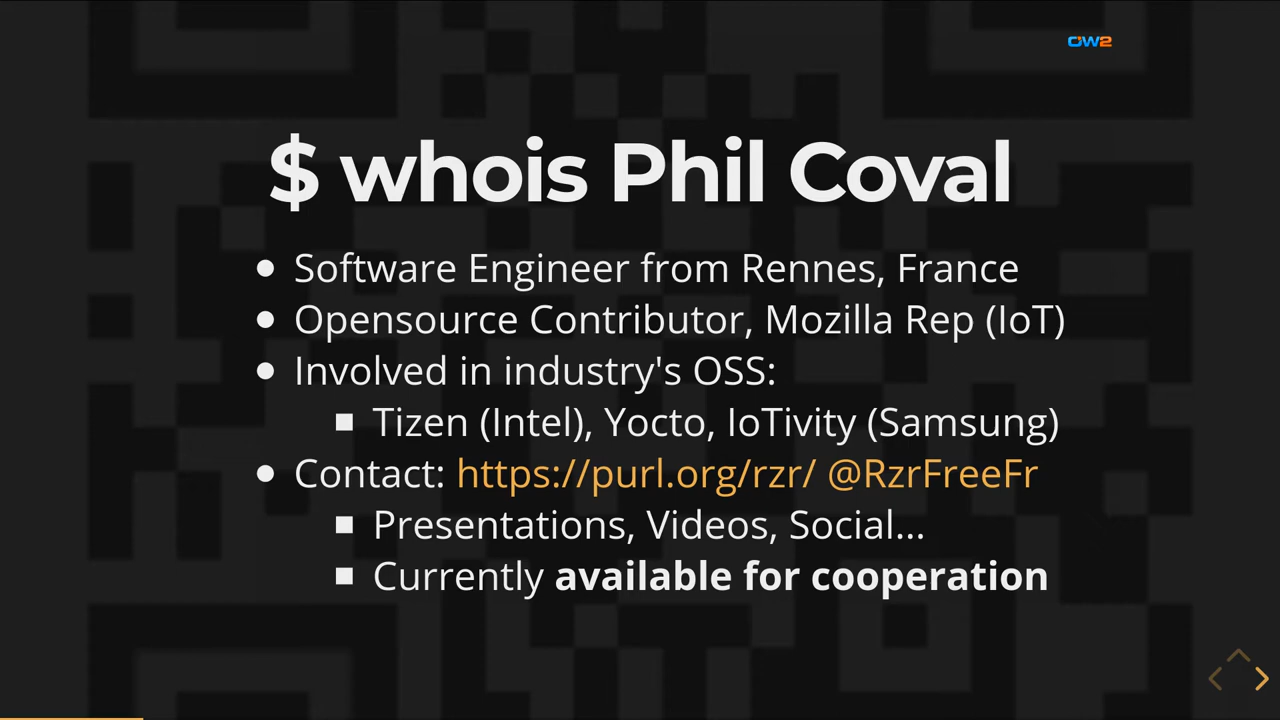 OW2
$ whois Phil Coval
Software Engineer from Rennes, France
Opensource Contributor, Mozilla Rep (IoT)
Involved in industry's OSS:
Tizen (Intel), Yocto, IoTivity (Samsung)
Contact: https://purl.org/rzr/ @RzrFreeFr
Presentations, Videos, Social...
Currently available for cooperation